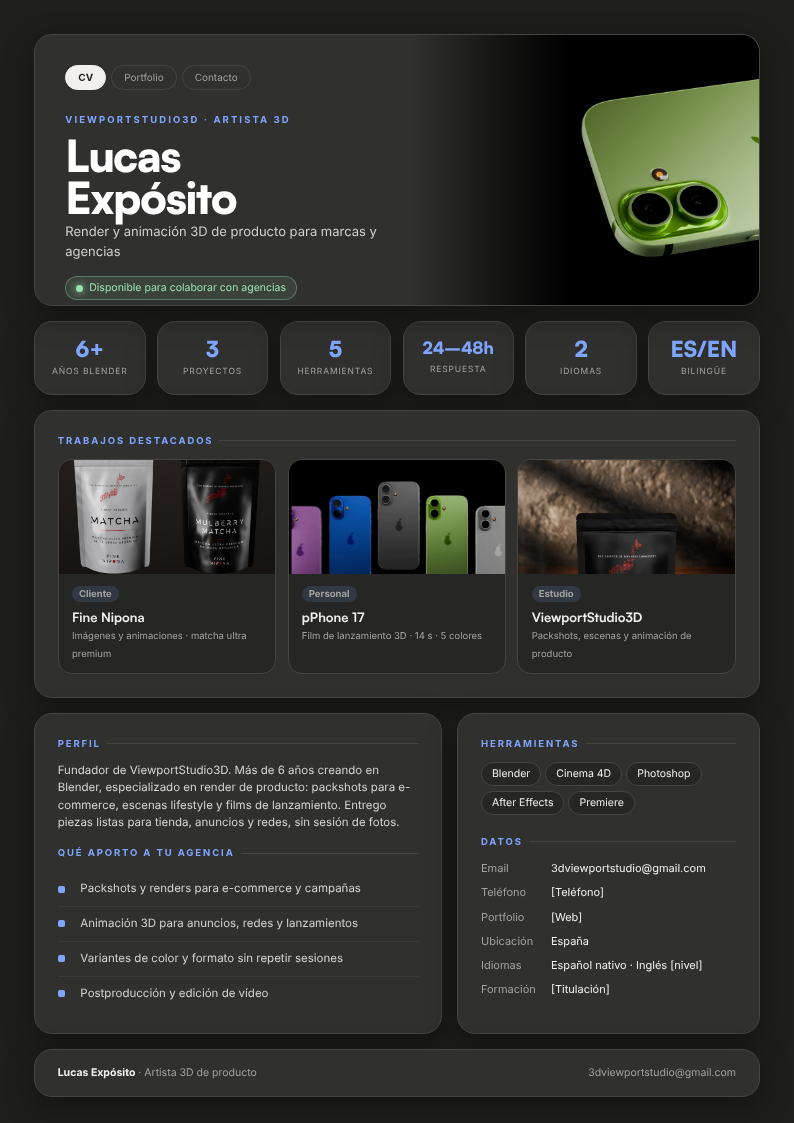 CV
Portfolio
Contacto
VIEWPORTSTUDIO3D · ARTISTA 3D
Lucas
Expósito
Render y animación 3D de producto para marcas y
agencias
Disponible para colaborar con agencias
6+
AÑOS BLENDER
3
PROYECTOS
5
HERRAMIENTAS
24—48h
RESPUESTA
2
IDIOMAS
ES/EN
BILINGÜE
TRABAJOS DESTACADOS
MATCHA
FINE
NIPONA
MULBERRY
MATCHA
FINE
NIPONA
Cliente
Fine Nipona
Imágenes y animaciones · matcha ultra
premium
Personal
pPhone 17
Film de lanzamiento 3D · 14 s · 5 colores
Estudio
ViewportStudio3D
Packshots, escenas y animación de
producto
PERFIL
Fundador de ViewportStudio3D. Más de 6 años creando en
Blender, especializado en render de producto: packshots para e-
commerce, escenas lifestyle y films de lanzamiento. Entrego
piezas listas para tienda, anuncios y redes, sin sesión de fotos.
QUÉ APORTO A TU AGENCIA
Packshots y renders para e-commerce y campañas
Animación 3D para anuncios, redes y lanzamientos
Variantes de color y formato sin repetir sesiones
Postproducción y edición de vídeo
HERRAMIENTAS
Blender
Cinema 4D
Photoshop
After Effects
Premiere
DATOS
Email 3dviewportstudio@gmail.com
Teléfono [Teléfono]
Portfolio [Web]
Ubicación España
Idiomas Español nativo · Inglés [nivel]
Formación [Titulación]
Lucas Expósito · Artista 3D de producto
3dviewportstudio@gmail.com